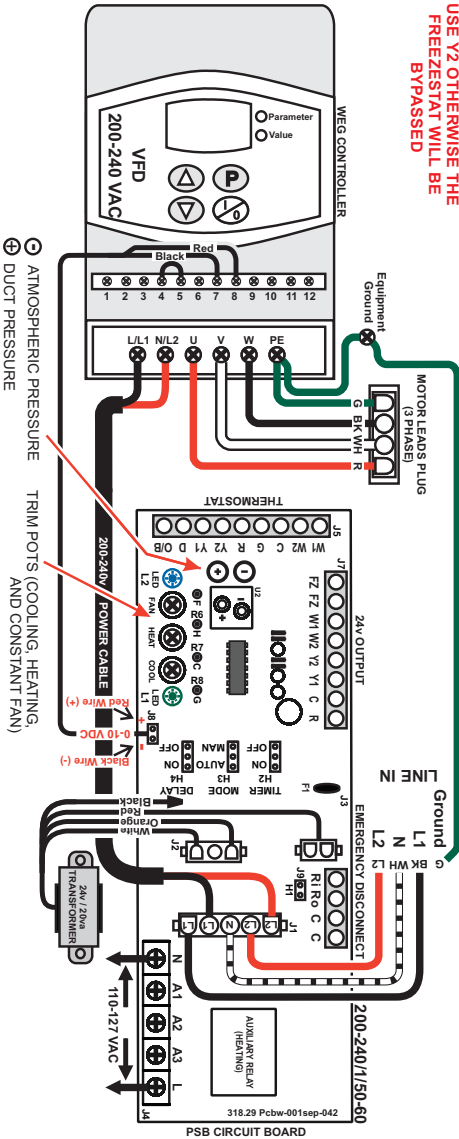 USE Y2 OTHERWISE THE
FREEZESTAT WILL BE
BYPASSED
WEG CONTROLLER
Parameter
Value
P
I/0
VFD
200-240 VAC
Red
Black
1 2 3 4 5 6 7 8 9 10 11 12
L/L1 N/L2 U V W PE
Equipment
Ground
MOTOR LEADS PLUG
(3 PHASE)
G
BK
WH
R
⊖ ATMOSPHERIC PRESSURE
⊕ DUCT PRESSURE
TRIM POTS (COOLING, HEATING,
AND CONSTANT FAN)
200-240v POWER CABLE
THERMOSTAT
J5
O/B D Y1 Y2 R G C W2 W1
J7
FZ FZ W1 W2 Y2 Y1 C R
24v OUTPUT
+ -
U2
+ -
LED
L2
FAN
HEAT
COOL
LED
L1
F
R6
H
R7
C
R8
G
J8
+
-
Red Wire (+)
0-10 VDC
Black Wire (-)
OFF ON
H4
DELAY
MAN AUTO
H3
MODE
OFF ON
H2
TIMER
F1
J3
LINE IN
Ground
L1
N
L2
G
BK
WH
L2
EMERGENCY DISCONNECT
Ri Ro C C
J9
H1
Black
Red
Orange
White
J2
J1
L1 L1 N L2 L2
24v / 20va
TRANSFORMER
N A1 A2 A3 L
110-127 VAC
J4
AUXILIARY RELAY
(HEATING)
200-240/1/50-60
318.29 Pcbw-001sep-042
PSB CIRCUIT BOARD